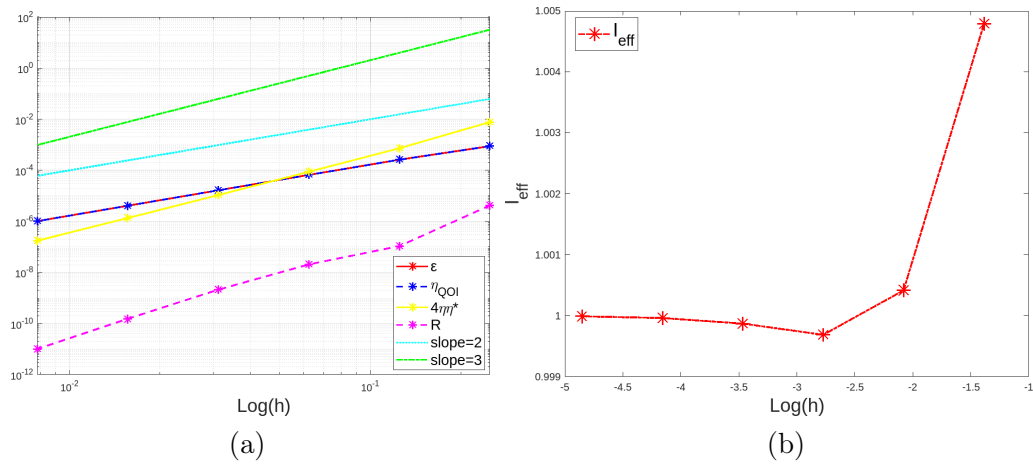 10^2
10^0
10^-2
10^-4
10^-6
10^-8
10^-10
10^-12
10^-2
10^-1
Log(h)
ε
η_QOI
4ηη*
R
slope=2
slope=3
(a)
1.005
1.004
1.003
1.002
1.001
1
0.999
I_eff
I_eff
-5
-4.5
-4
-3.5
-3
-2.5
-2
-1.5
-1
Log(h)
(b)